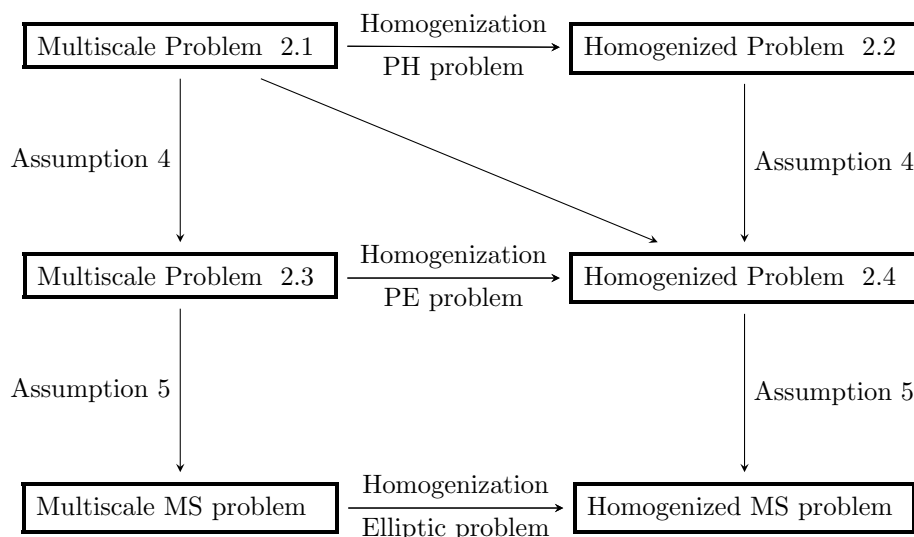 Multiscale Problem 2.1
Homogenization
PH problem
Homogenized Problem 2.2
Assumption 4
Assumption 4
Multiscale Problem 2.3
Homogenization
PE problem
Homogenized Problem 2.4
Assumption 5
Assumption 5
Multiscale MS problem
Homogenization
Elliptic problem
Homogenized MS problem